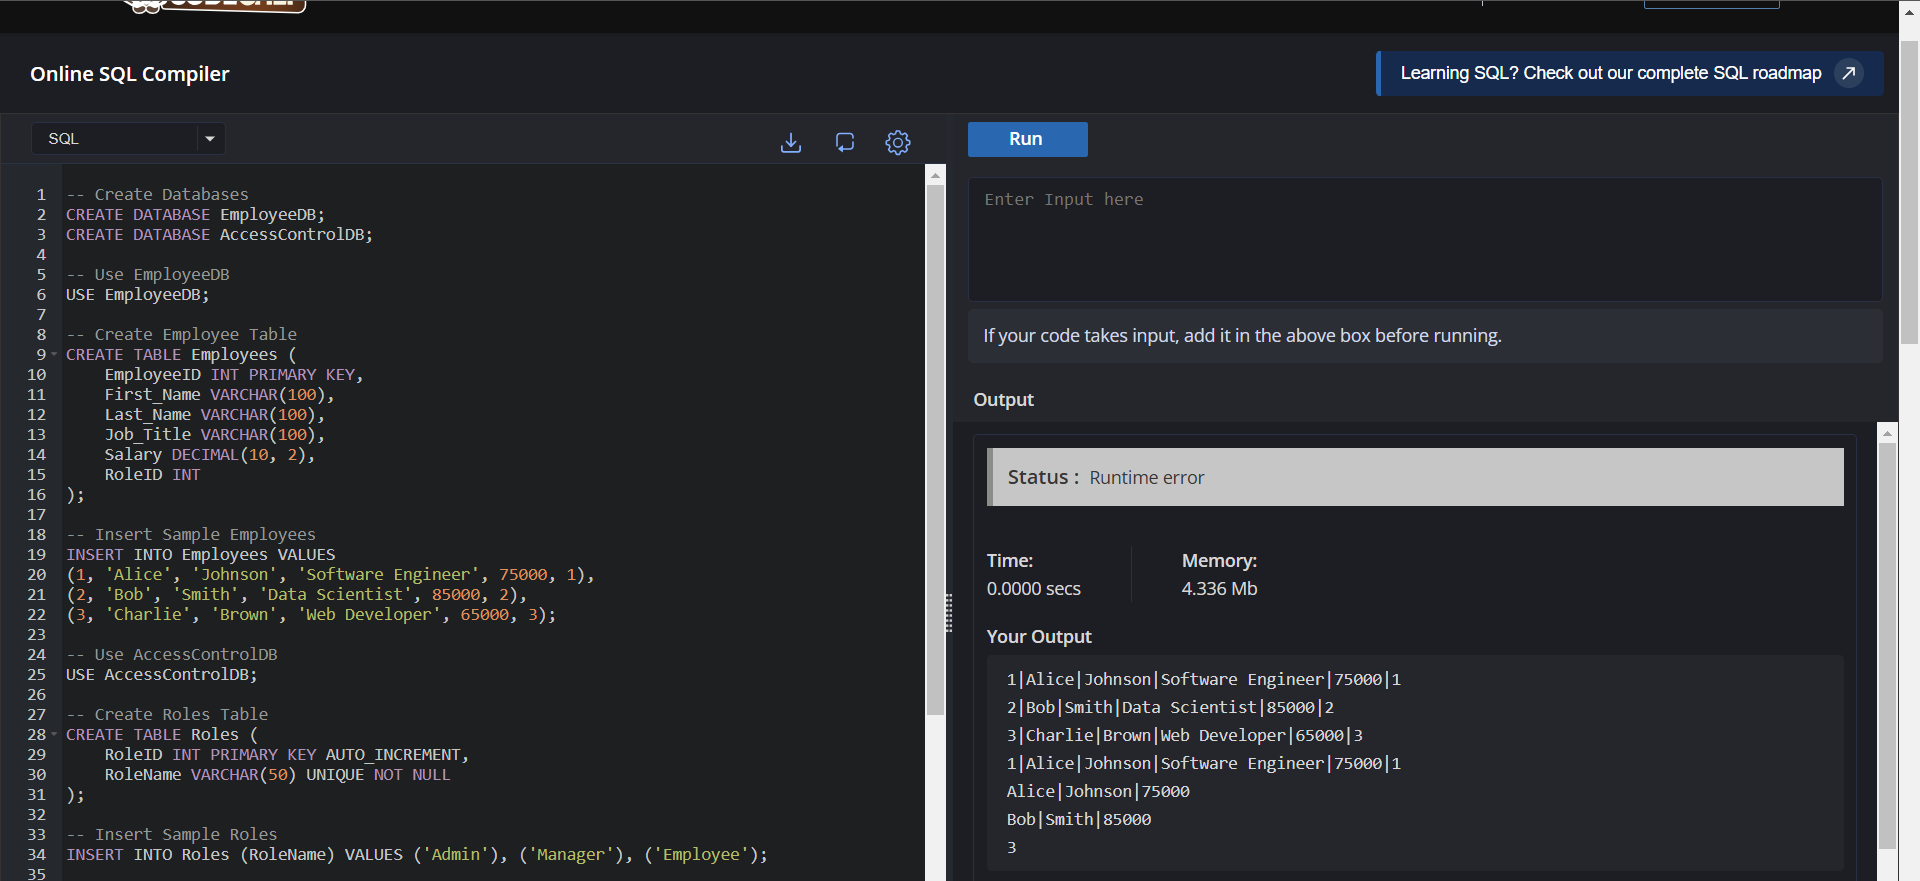 Online SQL Compiler
Learning SQL? Check out our complete SQL roadmap
SQL
Run
1 -- Create Databases
2 CREATE DATABASE EmployeeDB;
3 CREATE DATABASE AccessControlDB;
4
5 -- Use EmployeeDB
6 USE EmployeeDB;
7
8 -- Create Employee Table
9 CREATE TABLE Employees (
10     EmployeeID INT PRIMARY KEY,
11     First_Name VARCHAR(100),
12     Last_Name VARCHAR(100),
13     Job_Title VARCHAR(100),
14     Salary DECIMAL(10, 2),
15     RoleID INT
16 );
17
18 -- Insert Sample Employees
19 INSERT INTO Employees VALUES
20 (1, 'Alice', 'Johnson', 'Software Engineer', 75000, 1),
21 (2, 'Bob', 'Smith', 'Data Scientist', 85000, 2),
22 (3, 'Charlie', 'Brown', 'Web Developer', 65000, 3);
23
24 -- Use AccessControlDB
25 USE AccessControlDB;
26
27 -- Create Roles Table
28 CREATE TABLE Roles (
29     RoleID INT PRIMARY KEY AUTO_INCREMENT,
30     RoleName VARCHAR(50) UNIQUE NOT NULL
31 );
32
33 -- Insert Sample Roles
34 INSERT INTO Roles (RoleName) VALUES ('Admin'), ('Manager'), ('Employee');
35
Enter Input here
If your code takes input, add it in the above box before running.
Output
Status : Runtime error
Time:
0.0000 secs
Memory:
4.336 Mb
Your Output
1|Alice|Johnson|Software Engineer|75000|1
2|Bob|Smith|Data Scientist|85000|2
3|Charlie|Brown|Web Developer|65000|3
1|Alice|Johnson|Software Engineer|75000|1
Alice|Johnson|75000
Bob|Smith|85000
3